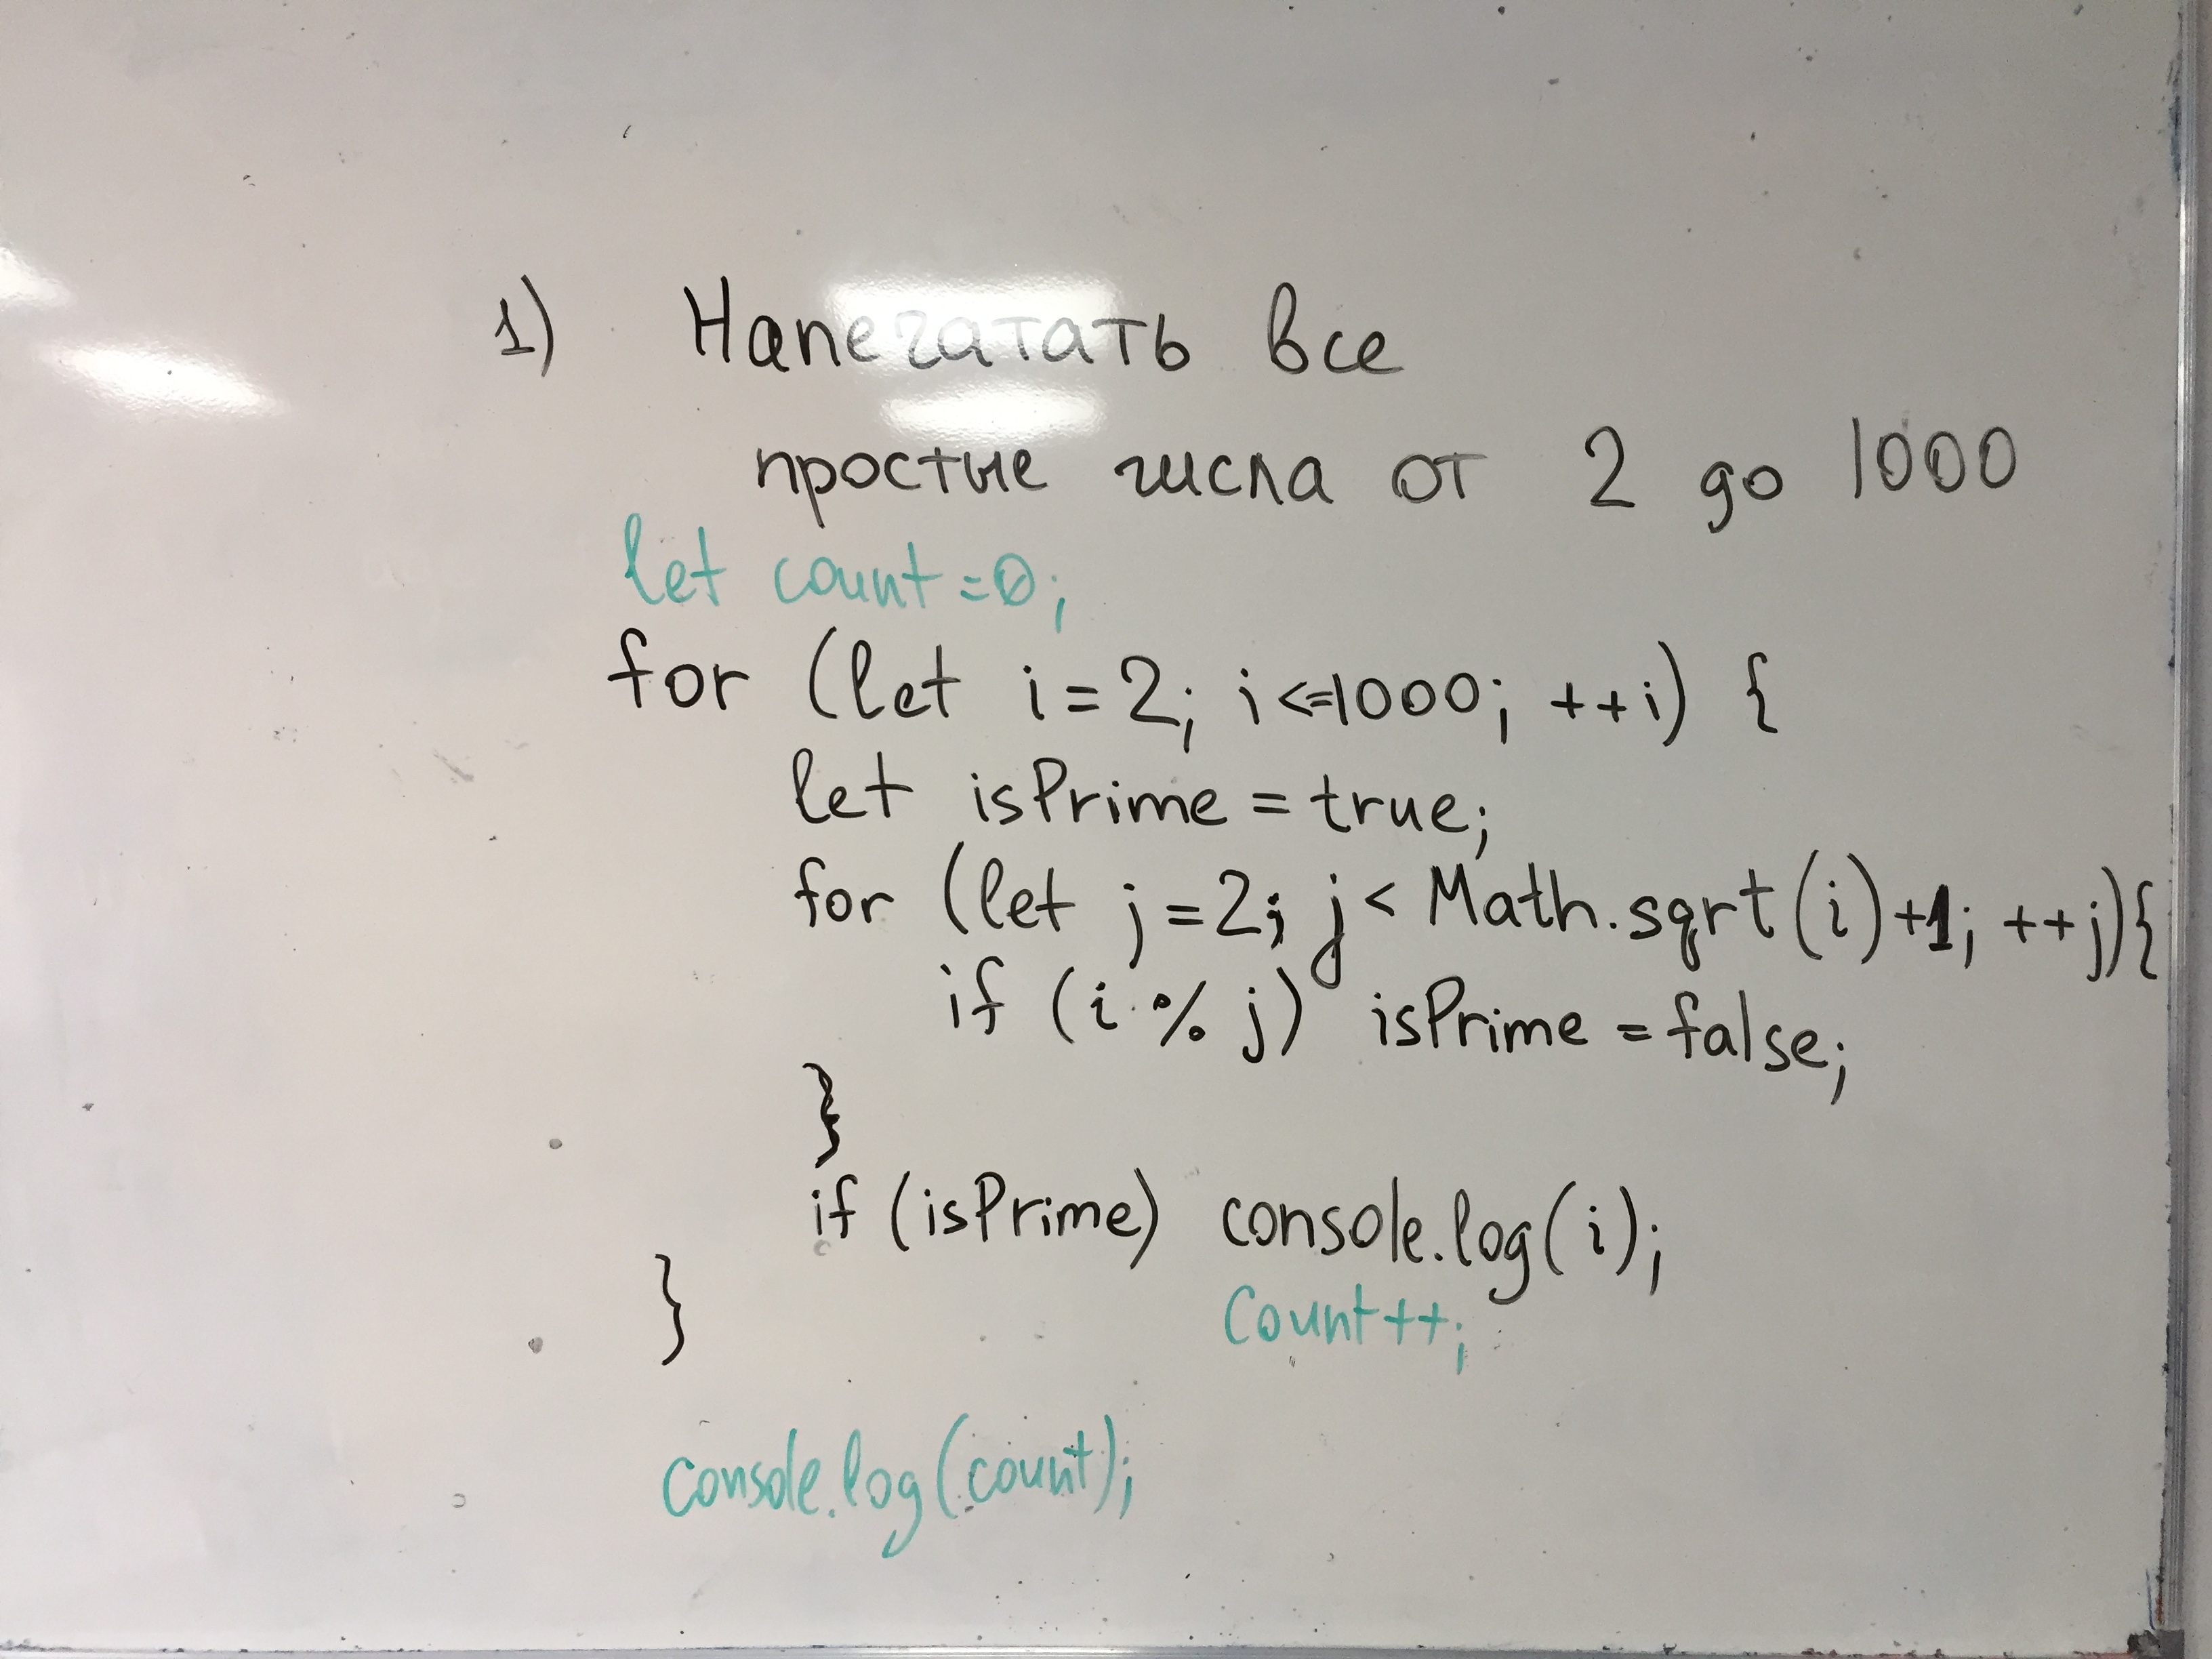 1) Напечатать все
простые числа от 2 до 1000
let count=0;
for (let i=2; i<=1000; ++i) {
let isPrime = true;
for (let j=2; j< Math.sqrt(i)+1; ++j){
if (i % j) isPrime = false;
}
if (isPrime) console.log(i);
count++;
}
console.log(count);